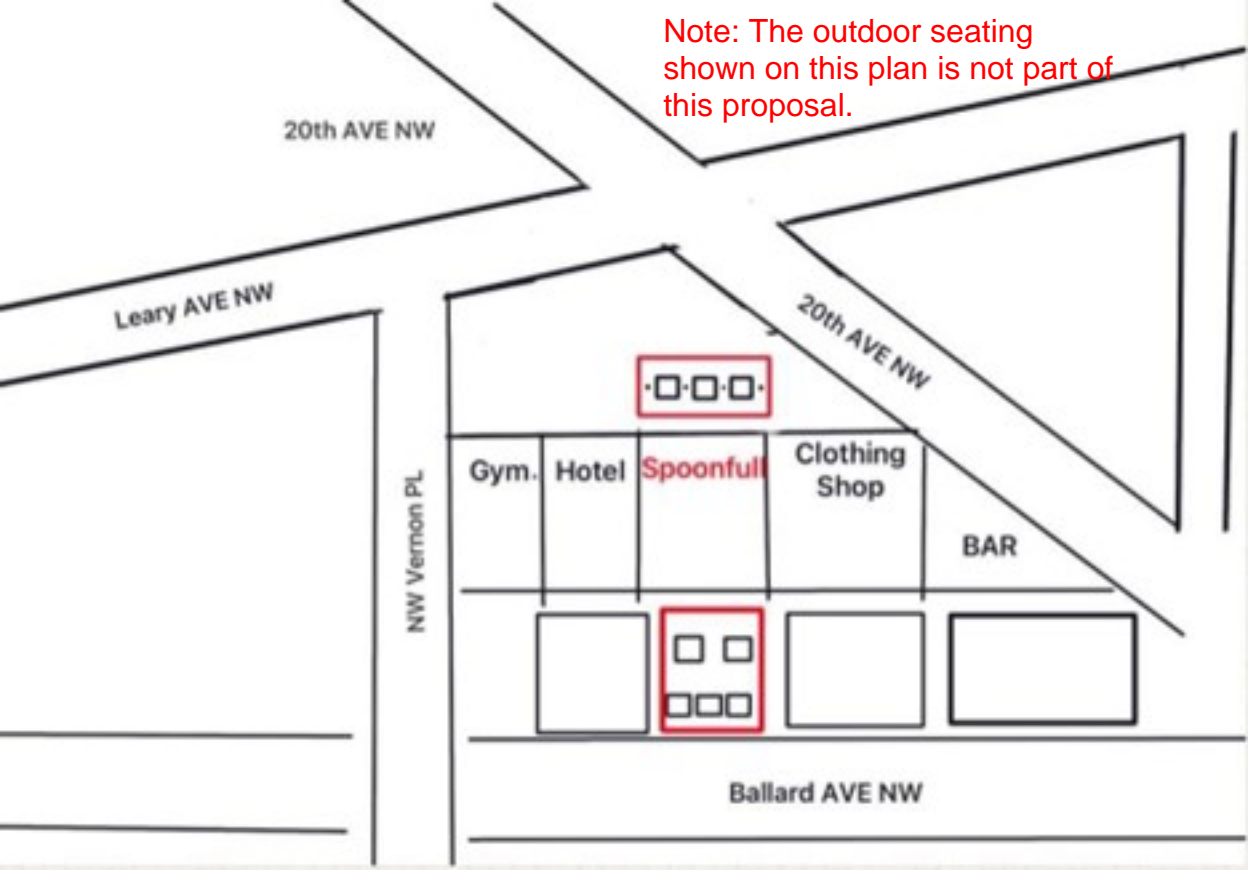 Note: The outdoor seating
shown on this plan is not part of
this proposal.
20th AVE NW
Leary AVE NW
20th AVE NW
Gym.
Hotel
Spoonfull
Clothing
Shop
NW Vernon PL
BAR
Ballard AVE NW